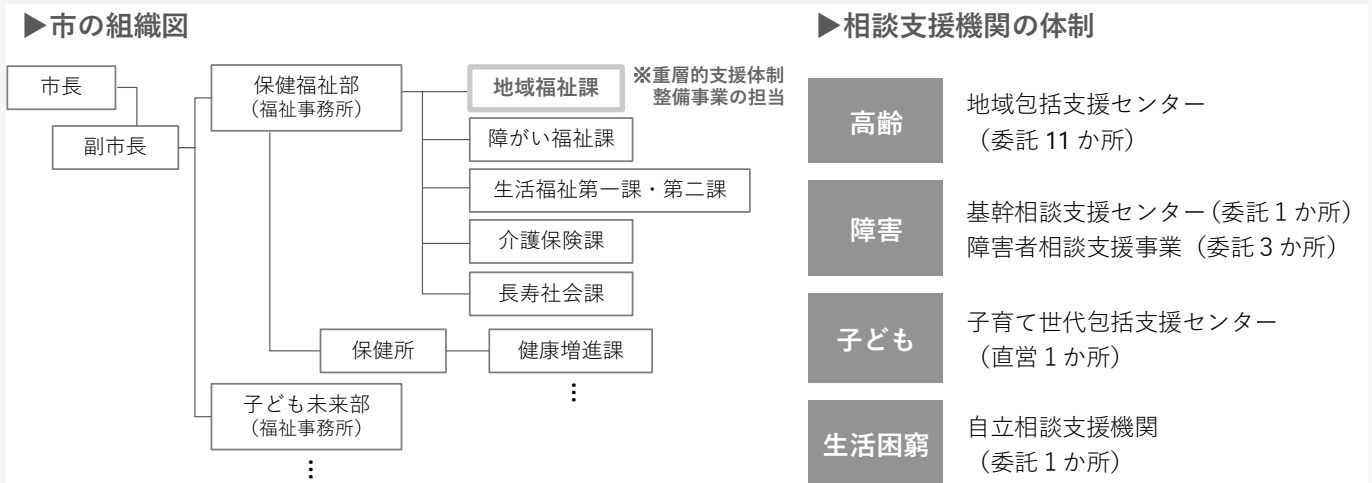 ▶市の組織図
市長
副市長
保健福祉部
(福祉事務所)
地域福祉課
※重層的支援体制
整備事業の担当
障がい福祉課
生活福祉第一課・第二課
介護保険課
長寿社会課
保健所
健康増進課
⋮
子ども未来部
(福祉事務所)
⋮
▶相談支援機関の体制
高齢
地域包括支援センター
（委託 11 か所）
障害
基幹相談支援センター（委託１か所）
障害者相談支援事業（委託３か所）
子ども
子育て世代包括支援センター
（直営１か所）
生活困窮
自立相談支援機関
（委託１か所）